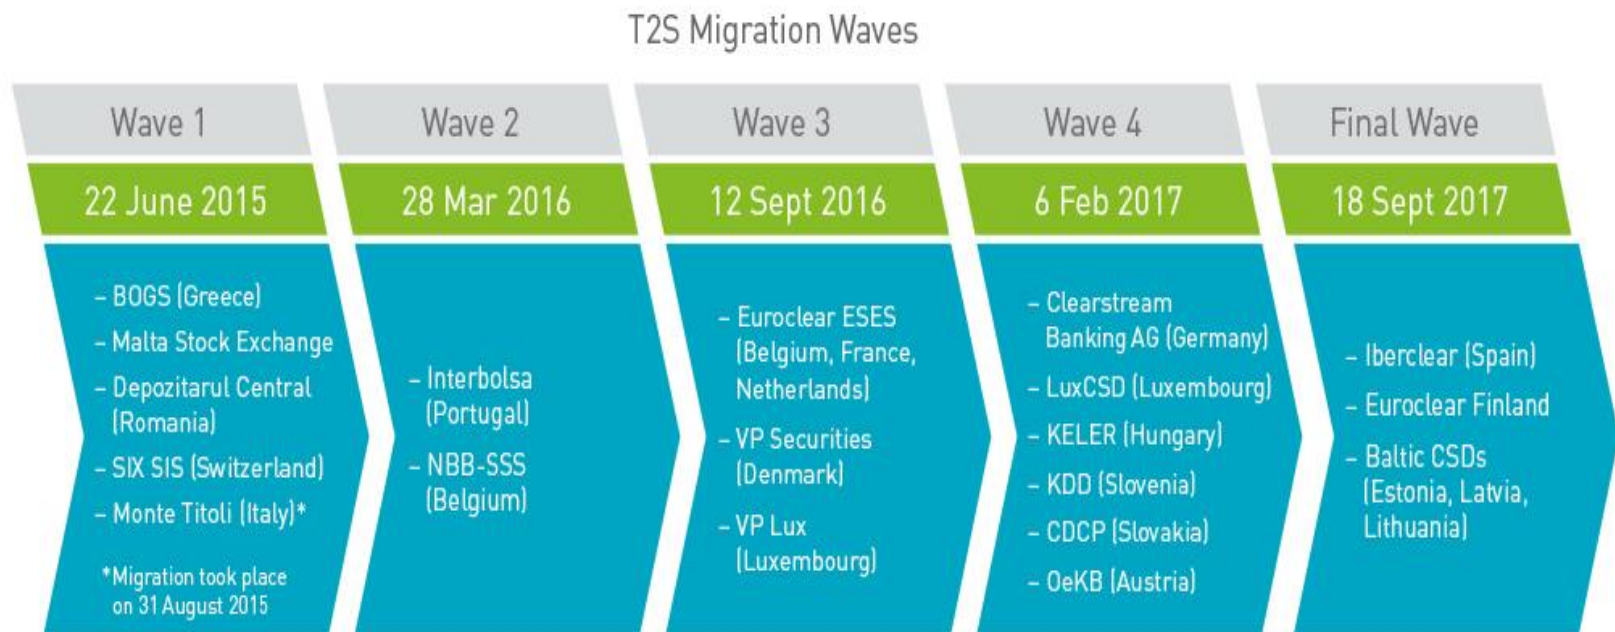 T2S Migration Waves
Wave 1
22 June 2015
– BOGS (Greece)
– Malta Stock Exchange
– Depozitarul Central
(Romania)
– SIX SIS (Switzerland)
– Monte Titoli (Italy)*
*Migration took place
on 31 August 2015
Wave 2
28 Mar 2016
– Interbolsa
(Portugal)
– NBB-SSS
(Belgium)
Wave 3
12 Sept 2016
– Euroclear ESES
(Belgium, France,
Netherlands)
– VP Securities
(Denmark)
– VP Lux
(Luxembourg)
Wave 4
6 Feb 2017
– Clearstream
Banking AG (Germany)
– LuxCSD (Luxembourg)
– KELER (Hungary)
– KDD (Slovenia)
– CDCP (Slovakia)
– OeKB (Austria)
Final Wave
18 Sept 2017
– Iberclear (Spain)
– Euroclear Finland
– Baltic CSDs
(Estonia, Latvia,
Lithuania)